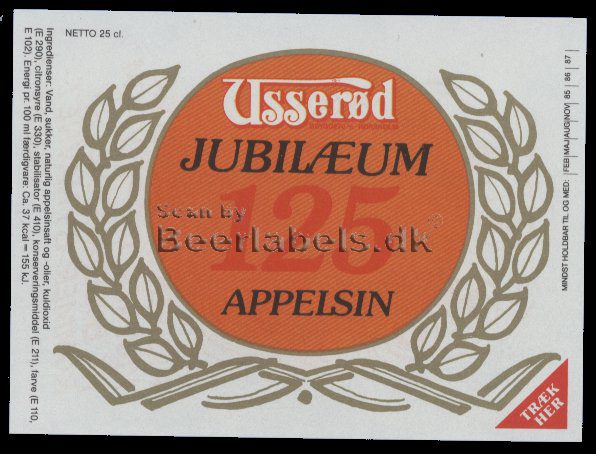 NETTO 25 cl.
Ingredienser: Vand, sukker, naturlig appelsinsaft og -olier, kuldioxid
(E 290), citronsyre (E 330), stabilisator (E 410), konserveringsmiddel (E 211), farve (E 110,
E 102). Energi pr. 100 ml færdigvare: Ca. 37 kcal = 155 kJ.
Usserød
JUBILÆUM
125
Scan by
Beerlabels.dk
APPELSIN
MINDST HOLDBAR TIL OG MED: FEB MAJ AUG NOV 85 86 87
TRÆK
HER